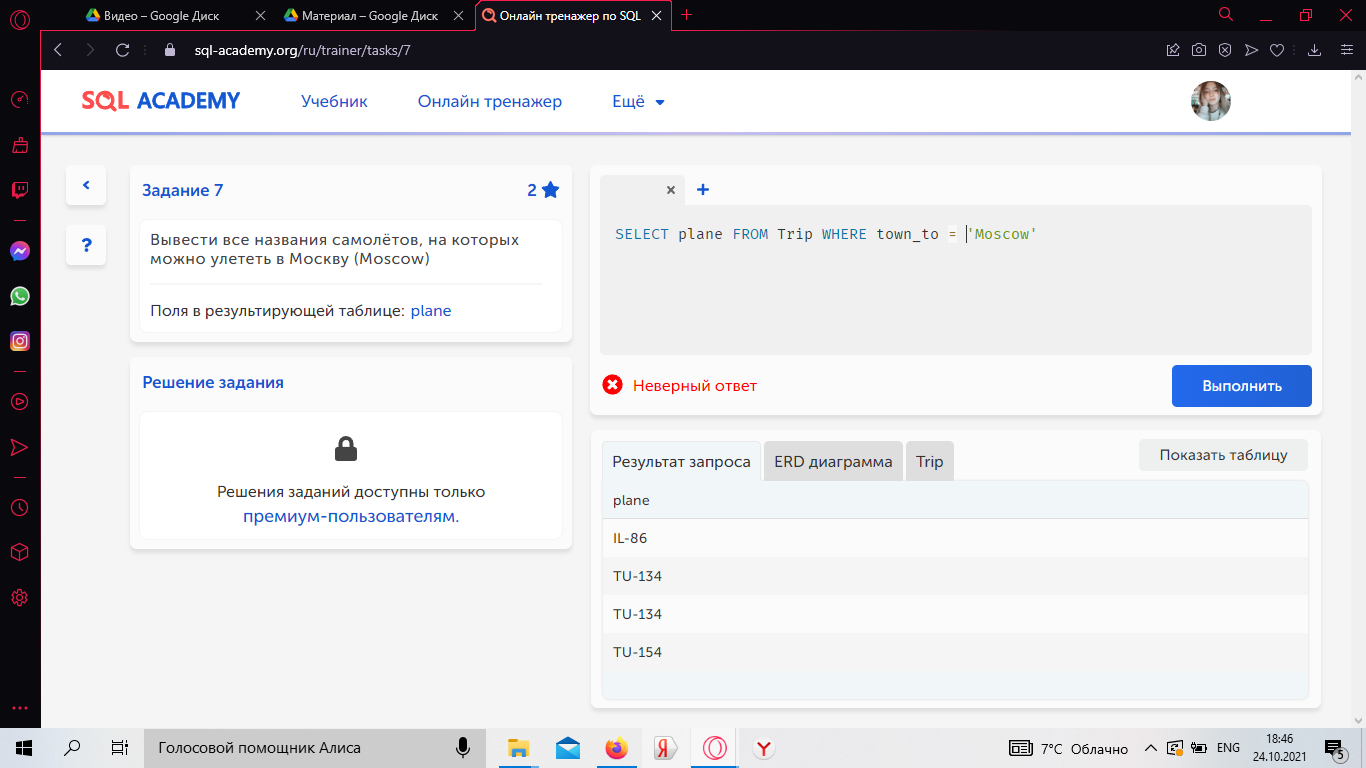 Видео – Google Диск
Материал – Google Диск
Онлайн тренажер по SQL
sql-academy.org/ru/trainer/tasks/7
SQL ACADEMY
Учебник
Онлайн тренажер
Ещё
Задание 7
2
Вывести все названия самолётов, на которых
можно улететь в Москву (Moscow)
Поля в результирующей таблице: plane
?
Решение задания
Решения заданий доступны только
премиум-пользователям.
SELECT plane FROM Trip WHERE town_to = 'Moscow'
Неверный ответ
Выполнить
Результат запроса
ERD диаграмма
Trip
Показать таблицу
plane
IL-86
TU-134
TU-134
TU-154
Голосовой помощник Алиса
7°C Облачно
ENG
18:46
24.10.2021
5